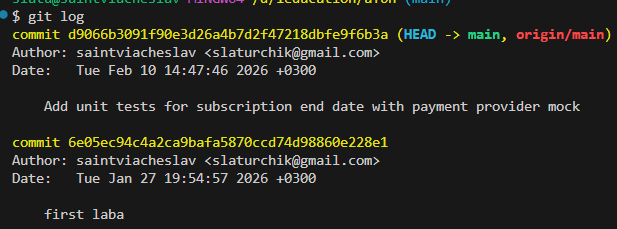 $ git log
commit d9066b3091f90e3d26a4b7d2f47218dbfe9f6b3a (HEAD -> main, origin/main)
Author: saintviacheslav <slaturchik@gmail.com>
Date:   Tue Feb 10 14:47:46 2026 +0300
Add unit tests for subscription end date with payment provider mock
commit 6e05ec94c4a2ca9bafa5870ccd74d98860e228e1
Author: saintviacheslav <slaturchik@gmail.com>
Date:   Tue Jan 27 19:54:57 2026 +0300
first laba